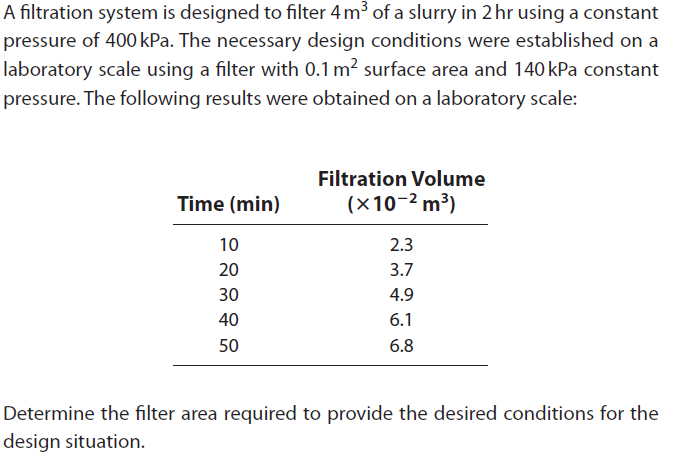 A filtration system is designed to filter 4 m³ of a slurry in 2 hr using a constant
pressure of 400 kPa. The necessary design conditions were established on a
laboratory scale using a filter with 0.1 m² surface area and 140 kPa constant
pressure. The following results were obtained on a laboratory scale:
Filtration Volume
Time (min) (×10⁻² m³)
10 2.3
20 3.7
30 4.9
40 6.1
50 6.8
Determine the filter area required to provide the desired conditions for the
design situation.